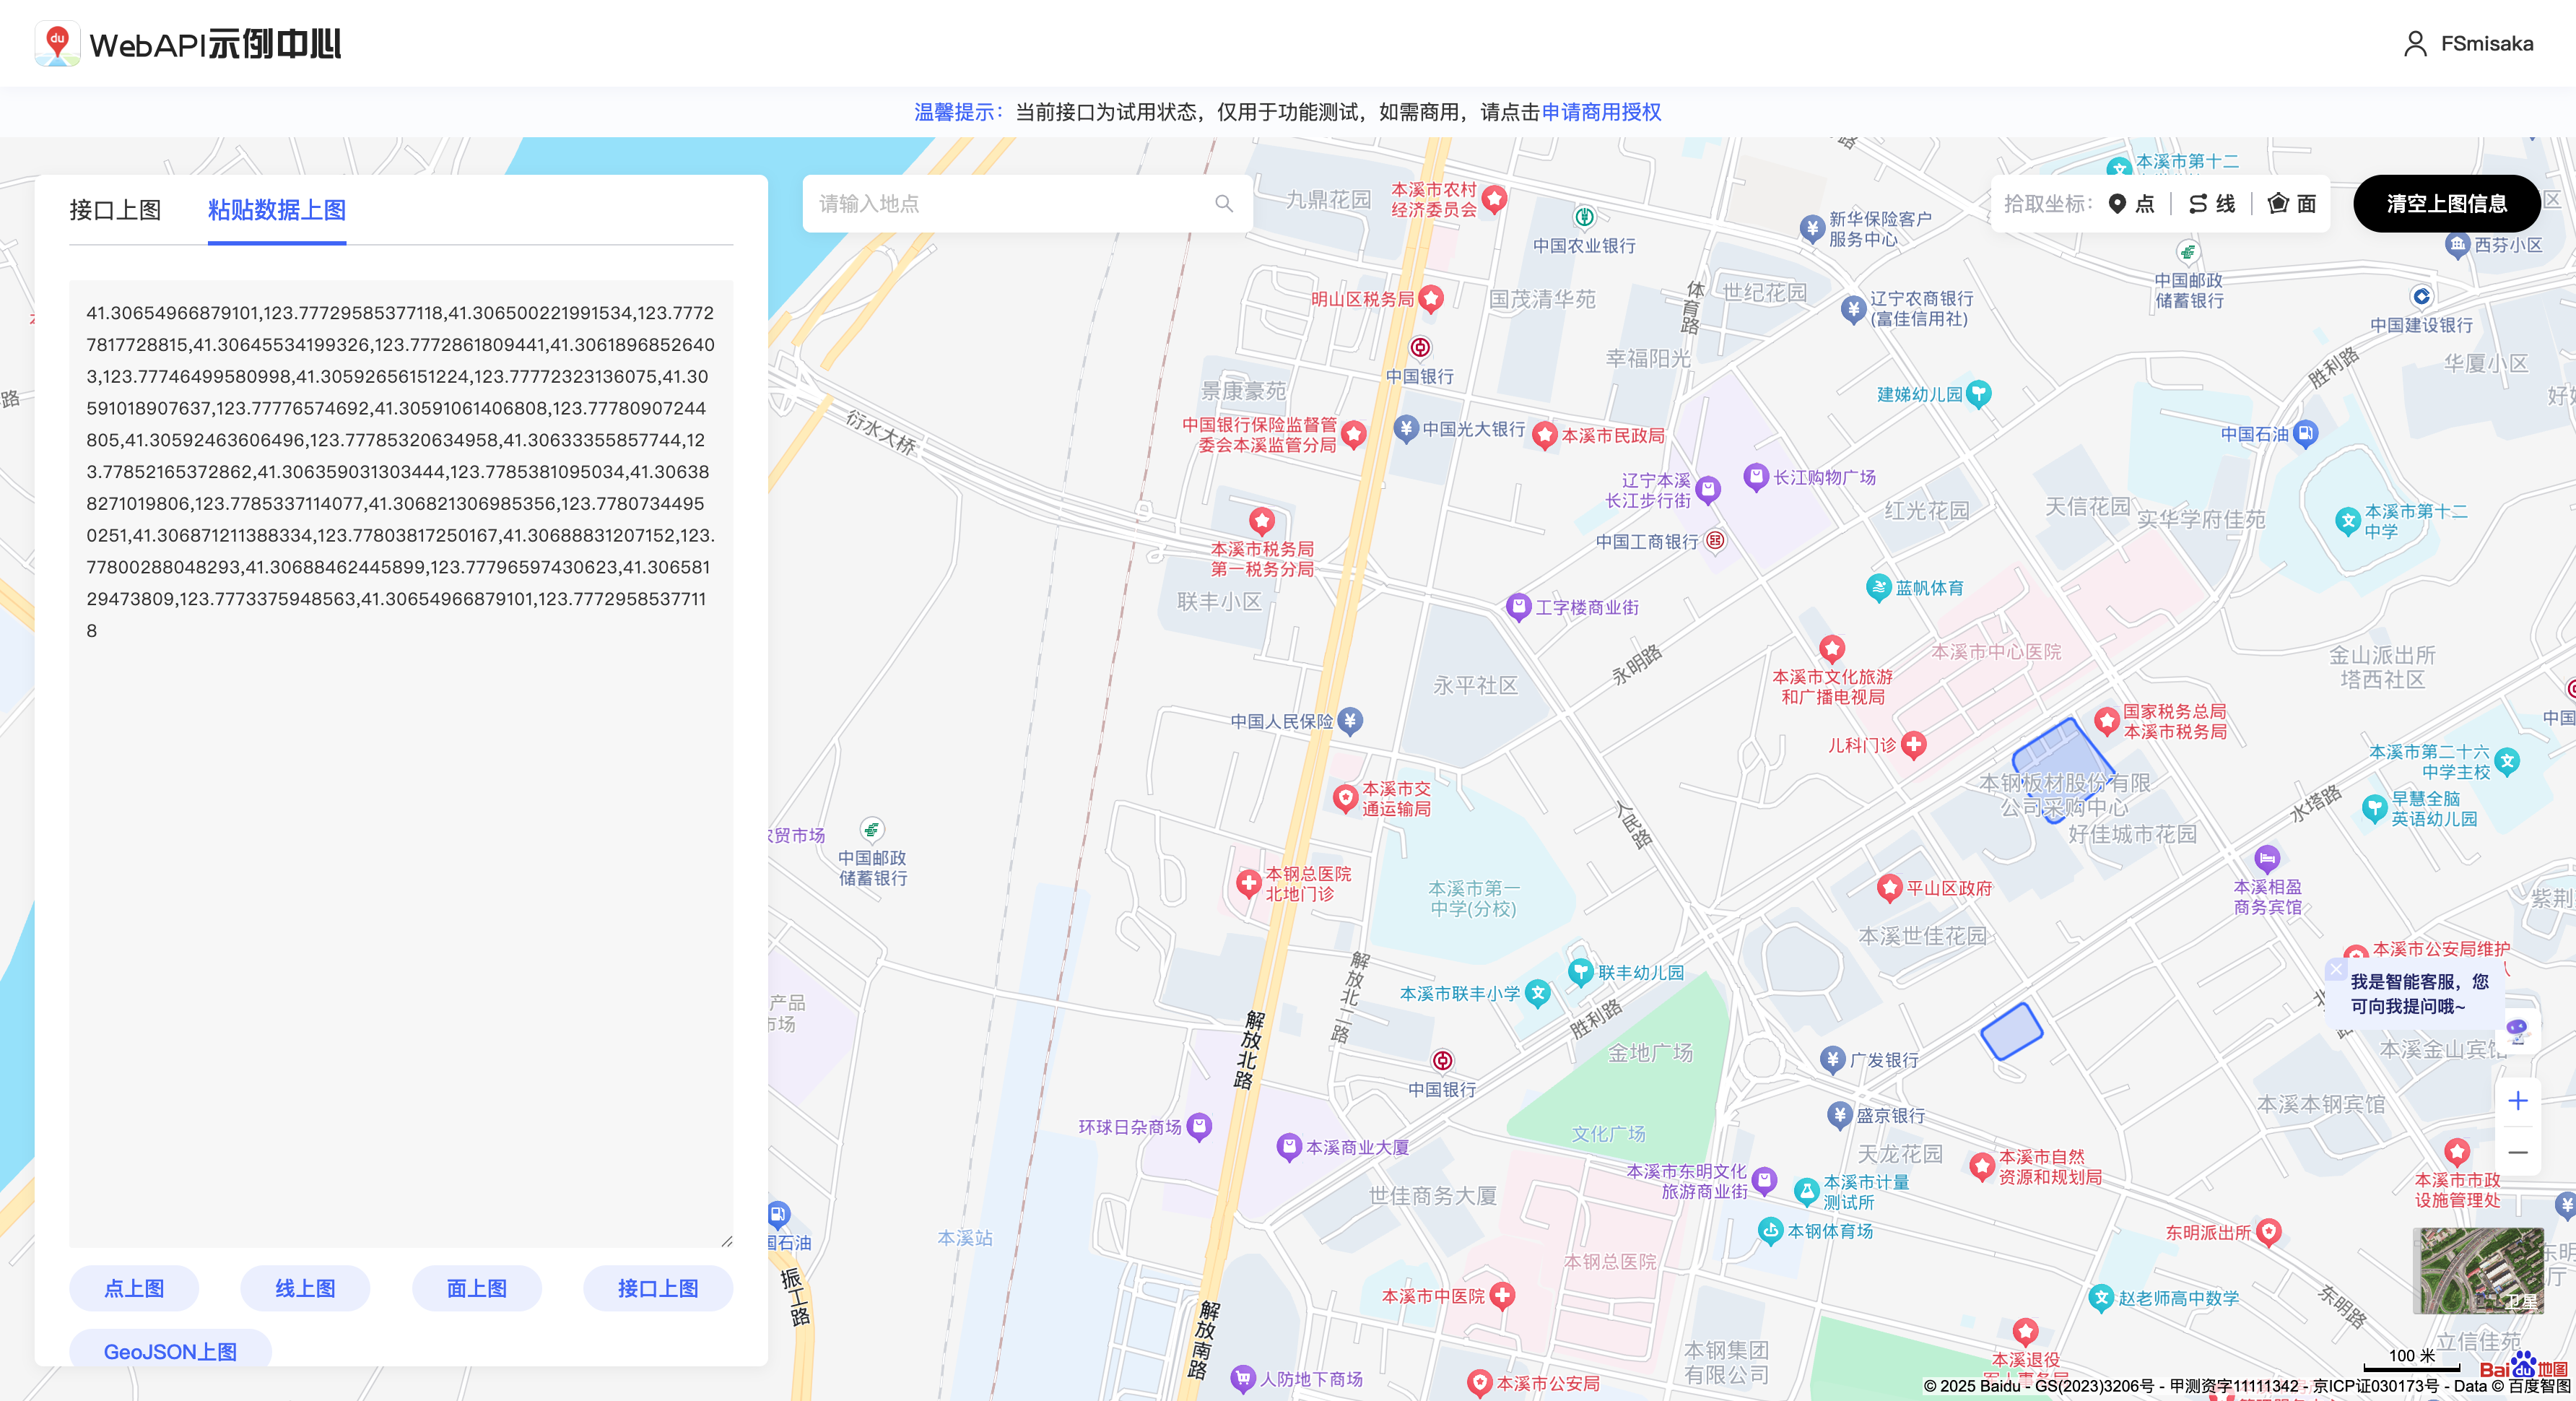 du WebAPI示例中心
FSmisaka
温馨提示：当前接口为试用状态，仅用于功能测试，如需商用，请点击申请商用授权
接口上图
粘贴数据上图
41.30654966879101,123.77729585377118,41.306500221991534,123.7772
7817728815,41.30645534199326,123.7772861809441,41.3061896852640
3,123.77746499580998,41.30592656151224,123.77772323136075,41.30
591018907637,123.77776574692,41.30591061406808,123.77780907244
805,41.30592463606496,123.77785320634958,41.30633355857744,12
3.77852165372862,41.306359031303444,123.7785381095034,41.30638
8271019806,123.7785337114077,41.306821306985356,123.7780734495
0251,41.306871211388334,123.77803817250167,41.30688831207152,123.
77800288048293,41.30688462445899,123.77796597430623,41.306581
29473809,123.7773375948563,41.30654966879101,123.7772958537711
8
点上图
线上图
面上图
接口上图
GeoJSON上图
请输入地点
拾取坐标：
点
线
面
清空上图信息
九鼎花园
本溪市农村
经济委员会
中国农业银行
新华保险客户
服务中心
本溪市第十二
中国邮政
储蓄银行
西芬小区
区
路
明山区税务局
国茂清华苑
体育路
世纪花园
辽宁农商银行
(富佳信用社)
中国建设银行
胜利路
华厦小区
幸福阳光
中国银行
景康豪苑
建娣幼儿园
衍水大桥
中国银行保险监督管
委会本溪监管分局
中国光大银行
本溪市民政局
中国石油
辽宁本溪
长江步行街
长江购物广场
红光花园
天信花园
实华学府佳苑
本溪市第十二
中学
中国工商银行
本溪市税务局
第一税务分局
联丰小区
工字楼商业街
蓝帆体育
永明路
本溪市中心医院
本溪市文化旅游
和广播电视局
金山派出所
塔西社区
永平社区
中国人民保险
国家税务总局
本溪市税务局
儿科门诊
本溪市第二十六
中学主校
本钢板材股份有限
公司采购中心
早慧全脑
英语幼儿园
水塔路
本溪市交
通运输局
人民路
好佳城市花园
农贸市场
中国邮政
储蓄银行
本溪相盈
商务宾馆
本钢总医院
北地门诊
本溪市第一
中学(分校)
平山区政府
本溪世佳花园
紫荆
本溪市公安局维护
我是智能客服，您
可向我提问哦~
解放北二路
联丰幼儿园
本溪市联丰小学
胜利路
产品
市场
解放北路
金地广场
广发银行
本溪金山宾馆
中国银行
盛京银行
本溪本钢宾馆
环球日杂商场
本溪商业大厦
文化广场
天龙花园
本溪市自然
资源和规划局
本溪市东明文化
旅游商业街
本溪市计量
测试所
世佳商务大厦
本溪市市政
设施管理处
本溪站
国石油
本钢体育场
东明派出所
本钢总医院
振工路
本溪市中医院
赵老师高中数学
东明路
卫星
解放南路
本钢集团
有限公司
本溪退役
立信佳苑
人防地下商场
本溪市公安局
100 米
Bai du 地图
© 2025 Baidu - GS(2023)3206号 - 甲测资字11111342 - 京ICP证030173号 - Data © 百度智图